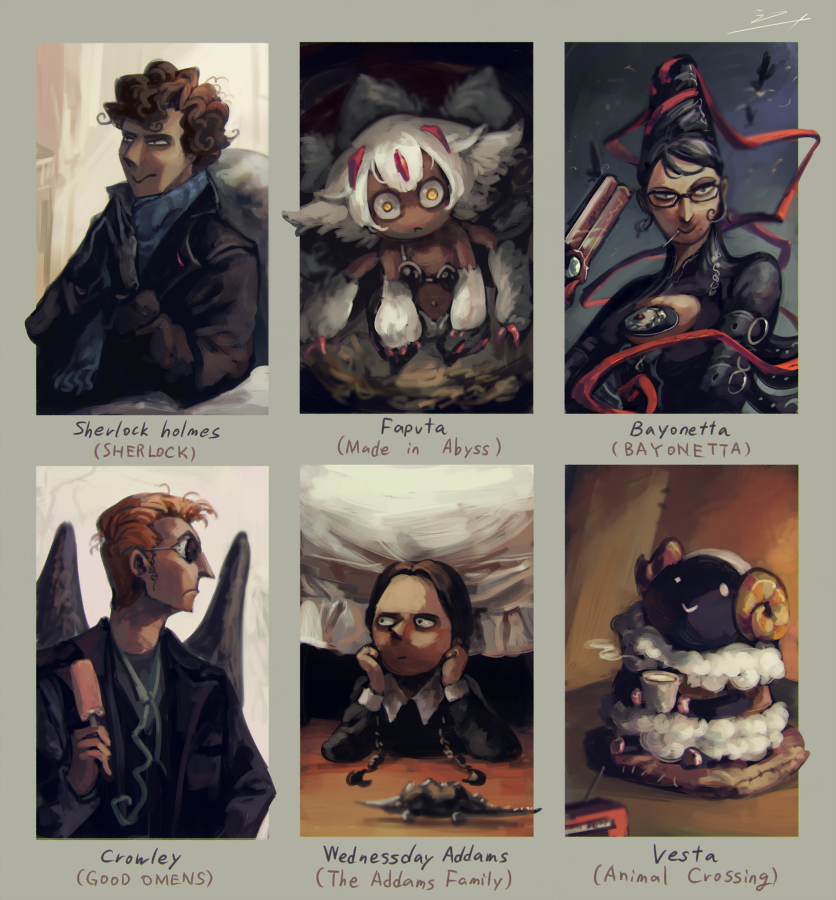 Sherlock holmes
(SHERLOCK)
Faputa
(Made in Abyss)
Bayonetta
(BAYONETTA)
Crowley
(GOOD OMENS)
Wednessday Addams
(The Addams Family)
Vesta
(Animal Crossing)